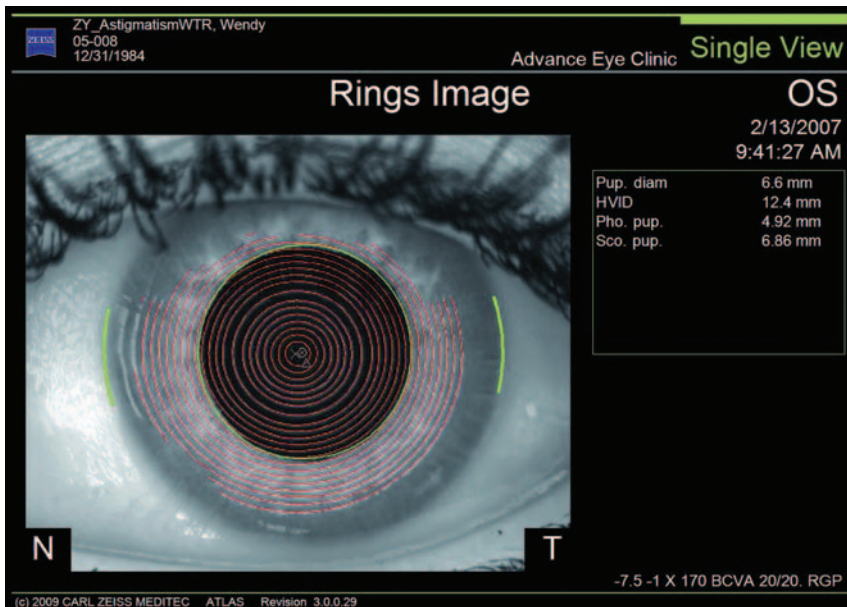 ZEISS
ZY_AstigmatismWTR, Wendy
05-008
12/31/1984
Advance Eye Clinic
Single View
Rings Image
OS
2/13/2007
9:41:27 AM
Pup. diam 6.6 mm
HVID 12.4 mm
Pho. pup. 4.92 mm
Sco. pup. 6.86 mm
N
T
-7.5 -1 X 170 BCVA 20/20. RGP
(c) 2009 CARL ZEISS MEDITEC ATLAS Revision 3.0.0.29